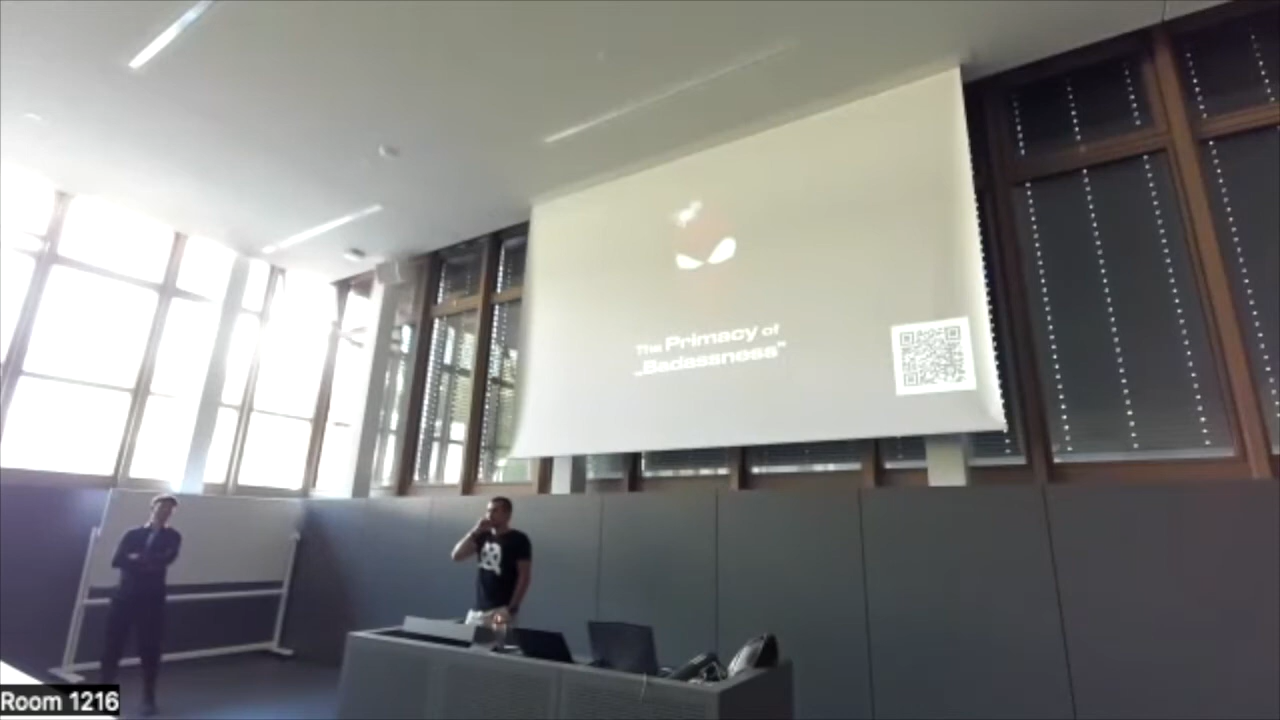 The Primacy of
„Badassness”
Room 1216